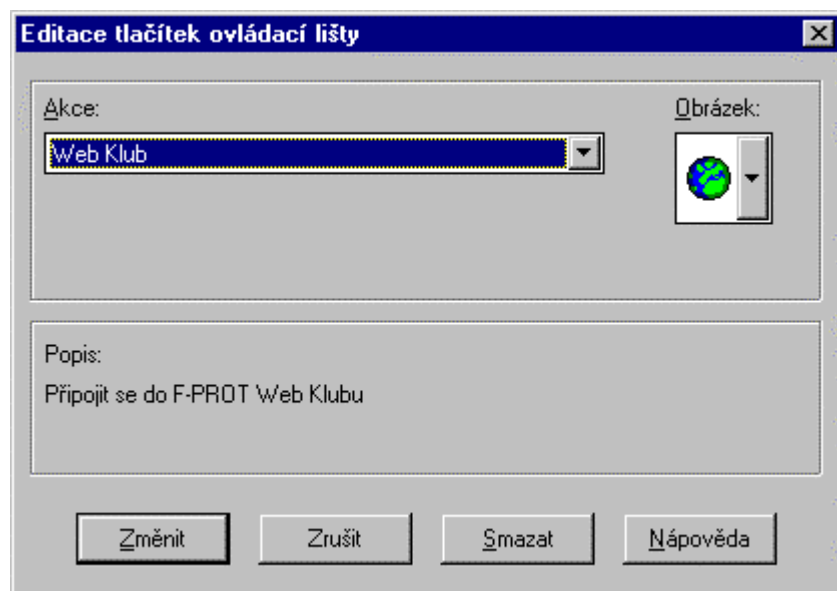 Editace tlačítek ovládací lišty
Akce:
Obrázek:
Web Klub
Popis:
Připojit se do F-PROT Web Klubu
Změnit
Zrušit
Smazat
Nápověda